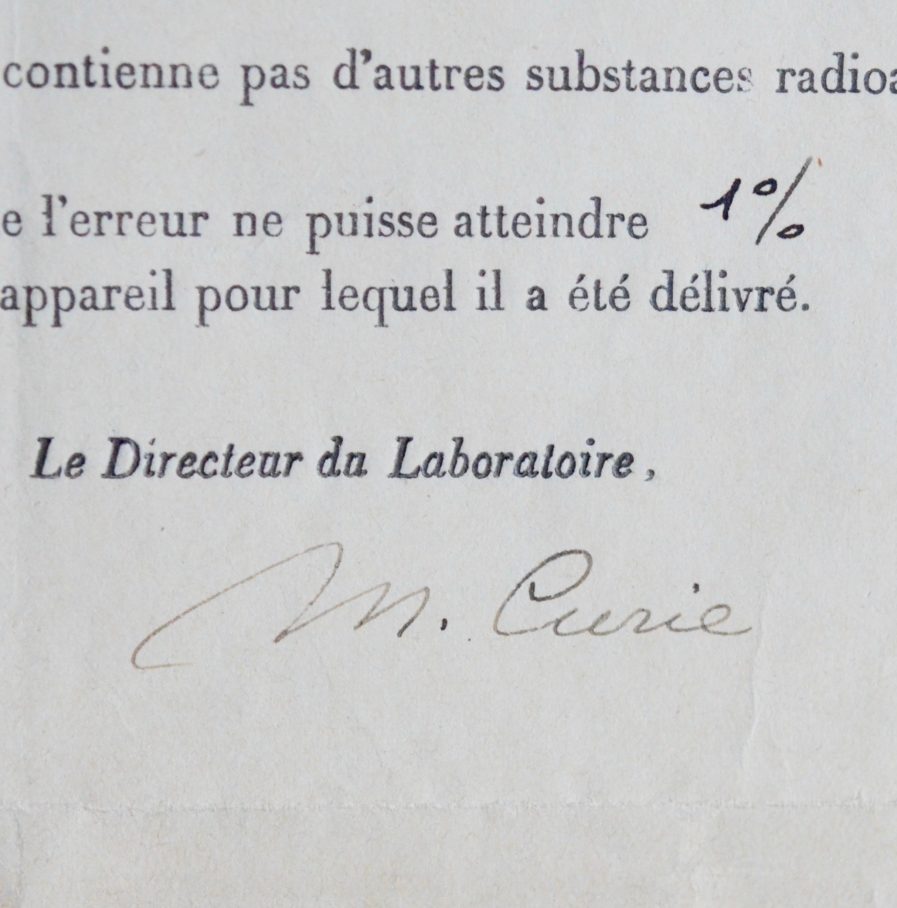 contienne pas d'autres substances radioa
e l'erreur ne puisse atteindre 1%
appareil pour lequel il a été délivré.
Le Directeur du Laboratoire,
M. Curie